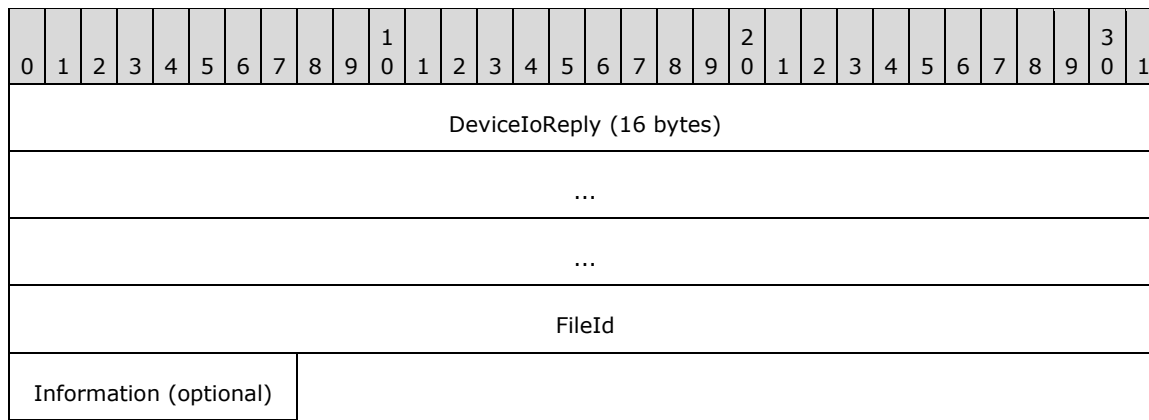 1 2 3
0 1 2 3 4 5 6 7 8 9 0 1 2 3 4 5 6 7 8 9 0 1 2 3 4 5 6 7 8 9 0 1
DeviceIoReply (16 bytes)
...
...
FileId
Information (optional)